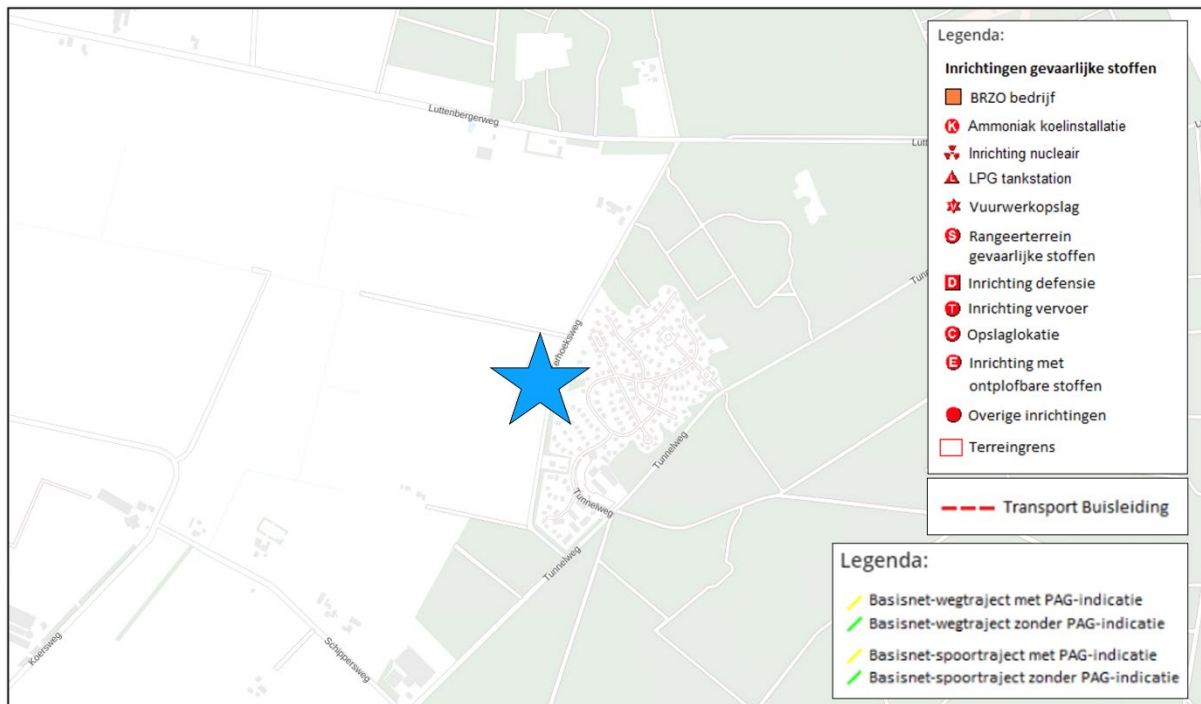 Legenda:
Inrichtingen gevaarlijke stoffen
BRZO bedrijf
K Ammoniak koelinstallatie
Inrichting nucleair
L LPG tankstation
V Vuurwerkopslag
S Rangeerterrein
gevaarlijke stoffen
D Inrichting defensie
T Inrichting vervoer
C Opslaglokatie
E Inrichting met
ontplofbare stoffen
Overige inrichtingen
Terreingrens
Transport Buisleiding
Legenda:
Basisnet-wegtraject met PAG-indicatie
Basisnet-wegtraject zonder PAG-indicatie
Basisnet-spoortraject met PAG-indicatie
Basisnet-spoortraject zonder PAG-indicatie
Luttenbergerweg
Tunnelweg
Tunnelweg
Tunnelweg
Schippersweg
Koersweg